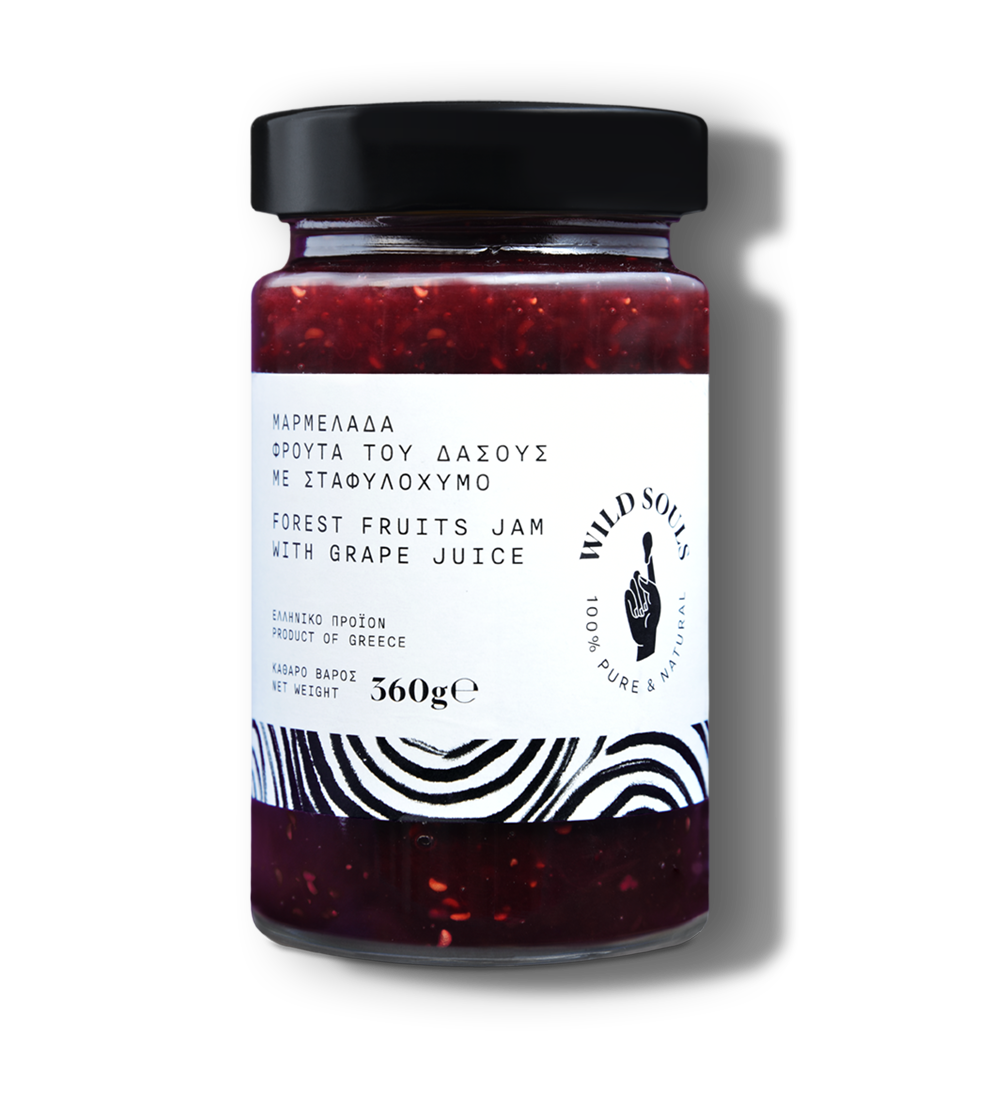 ΜΑΡΜΕΛΑΔΑ
ΦΡΟΥΤΑ ΤΟΥ ΔΑΣΟΥΣ
ΜΕ ΣΤΑΦΥΛΟΧΥΜΟ
FOREST FRUITS JAM
WITH GRAPE JUICE
WILD SOULS
100% PURE & NATURAL
ΕΛΛΗΝΙΚΟ ΠΡΟΪΟΝ
PRODUCT OF GREECE
ΚΑΘΑΡΟ ΒΑΡΟΣ
NET WEIGHT
360g℮